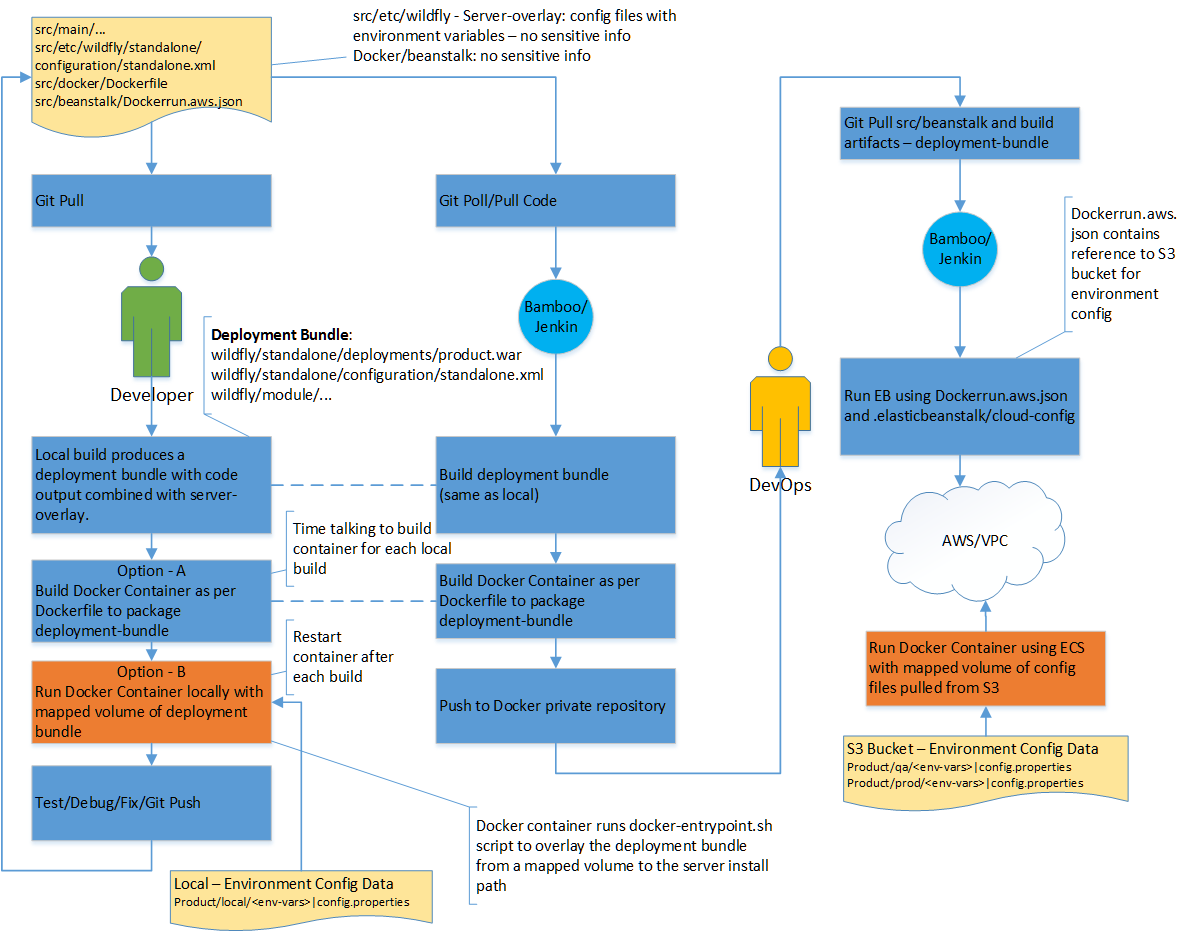 src/main/...
src/etc/wildfly/standalone/
configuration/standalone.xml
src/docker/Dockerfile
src/beanstalk/Dockerrun.aws.json
src/etc/wildfly - Server-overlay: config files with
environment variables – no sensitive info
Docker/beanstalk: no sensitive info
Git Pull
Developer
Deployment Bundle:
wildfly/standalone/deployments/product.war
wildfly/standalone/configuration/standalone.xml
wildfly/module/...
Local build produces a
deployment bundle with code
output combined with server-
overlay.
Time talking to build
container for each local
build
Option - A
Build Docker Container as per
Dockerfile to package
deployment-bundle
Restart
container after
each build
Option - B
Run Docker Container locally with
mapped volume of deployment
bundle
Test/Debug/Fix/Git Push
Local – Environment Config Data
Product/local/<env-vars>|config.properties
Docker container runs docker-entrypoint.sh
script to overlay the deployment bundle
from a mapped volume to the server install
path
Git Poll/Pull Code
Bamboo/
Jenkin
Build deployment bundle
(same as local)
Build Docker Container as per
Dockerfile to package
deployment-bundle
Push to Docker private repository
DevOps
Git Pull src/beanstalk and build
artifacts – deployment-bundle
Bamboo/
Jenkin
Dockerrun.aws.
json contains
reference to S3
bucket for
environment
config
Run EB using Dockerrun.aws.json
and .elasticbeanstalk/cloud-config
AWS/VPC
Run Docker Container using ECS
with mapped volume of config
files pulled from S3
S3 Bucket – Environment Config Data
Product/qa/<env-vars>|config.properties
Product/prod/<env-vars>|config.properties